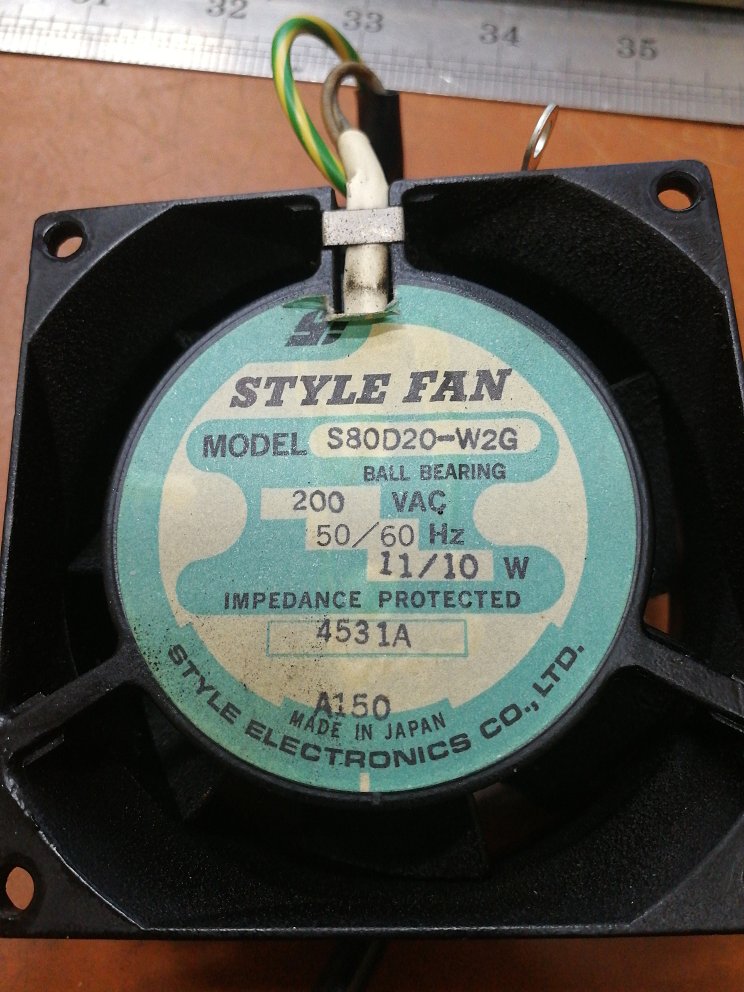 31 32 33 34 35
STYLE FAN
MODEL S80D20-W2G
BALL BEARING
200 VAC
50/60 Hz
11/10 W
IMPEDANCE PROTECTED
4531A
A150
MADE IN JAPAN
STYLE ELECTRONICS CO., LTD.